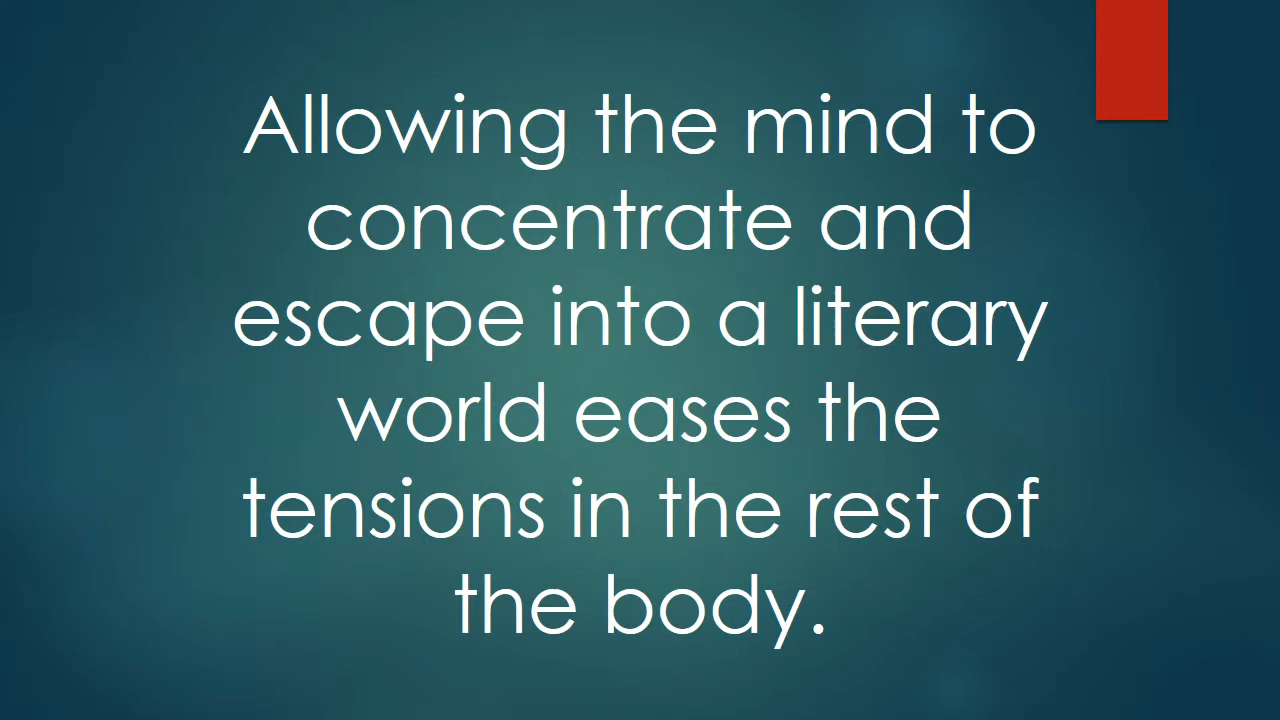 Allowing the mind to
concentrate and
escape into a literary
world eases the
tensions in the rest of
the body.